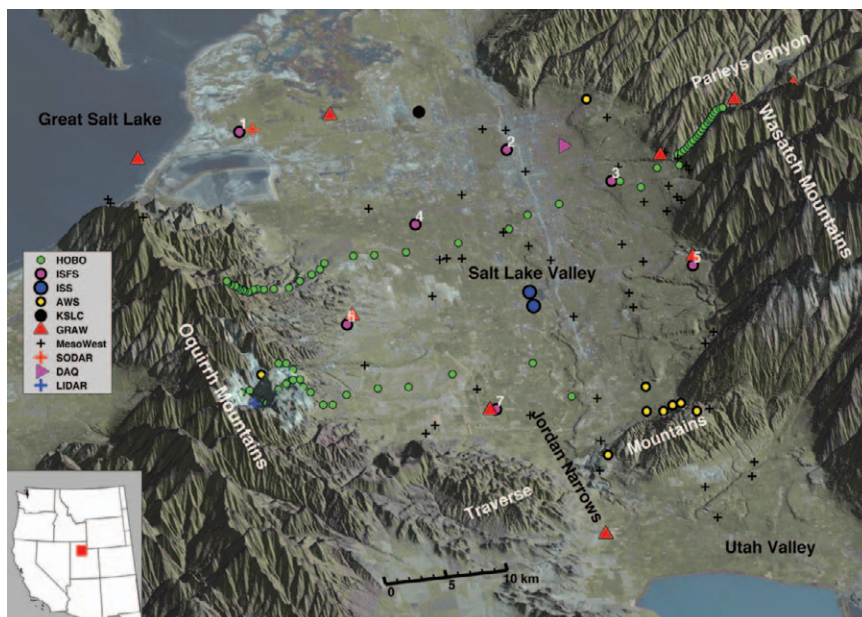 Parleys Canyon
Great Salt Lake
1
2
Wasatch Mountains
3
4
HOBO
ISFS
ISS
AWS
KSLC
GRAW
MesoWest
SODAR
DAQ
LIDAR
5
Salt Lake Valley
6
Oquirrh Mountains
7
Jordan Narrows
Mountains
Traverse
Utah Valley
0 5 10 km